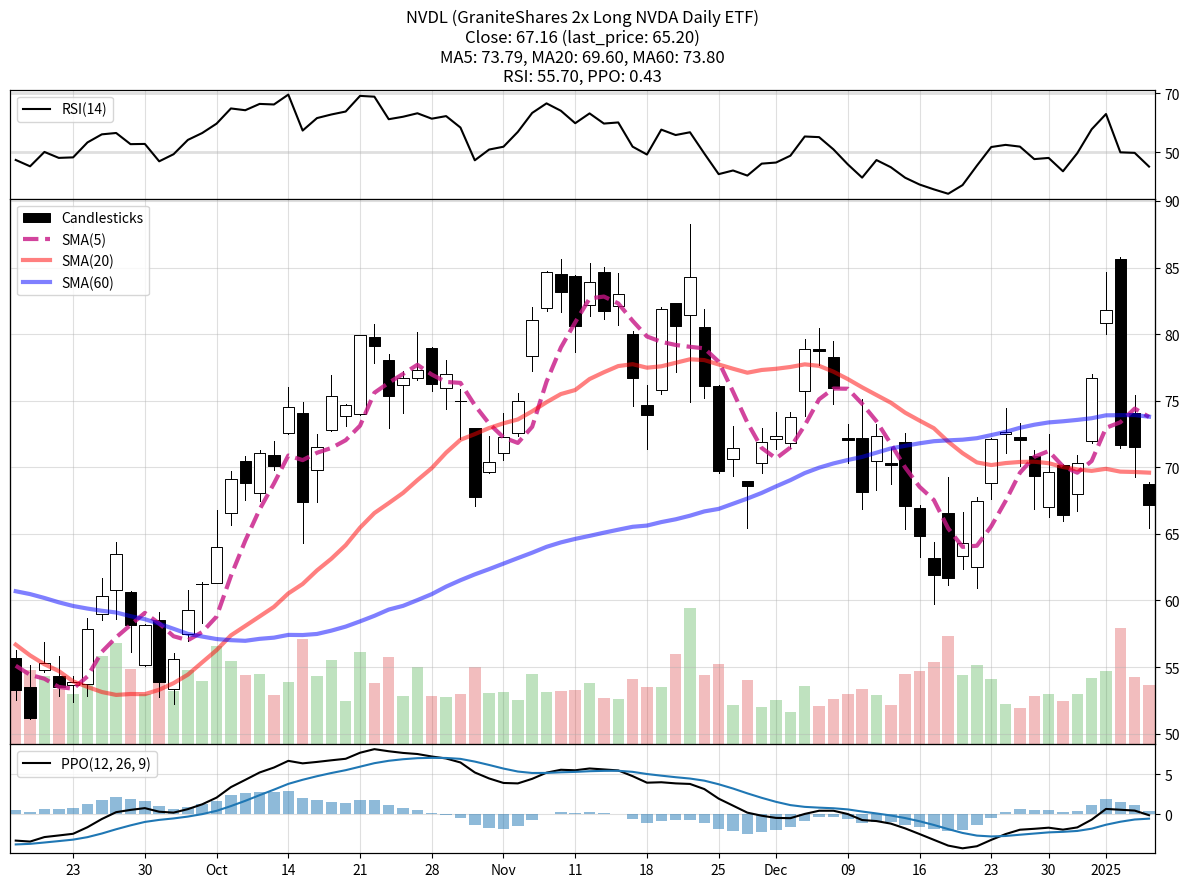 NVDL (GraniteShares 2x Long NVDA Daily ETF)
Close: 67.16 (last_price: 65.20)
MA5: 73.79, MA20: 69.60, MA60: 73.80
RSI: 55.70, PPO: 0.43
RSI(14)
70
50
Candlesticks
SMA(5)
SMA(20)
SMA(60)
90
85
80
75
70
65
60
55
50
PPO(12, 26, 9)
5
0
23 30 Oct 14 21 28 Nov 11 18 25 Dec 09 16 23 30 2025